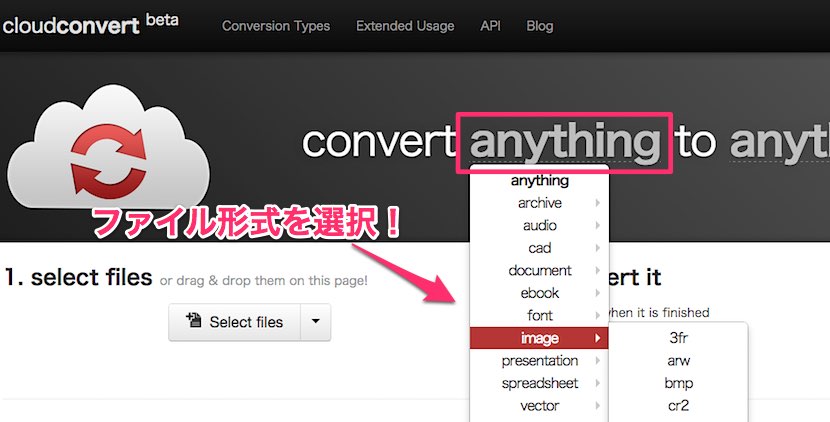 cloudconvert beta
Conversion Types
Extended Usage
API
Blog
convert anything to
anything
archive
audio
cad
document
ebook
font
image
presentation
spreadsheet
vector
3fr
arw
bmp
cr2
ファイル形式を選択！
1. select files or drag & drop them on this page!
Select files
it
when it is finished